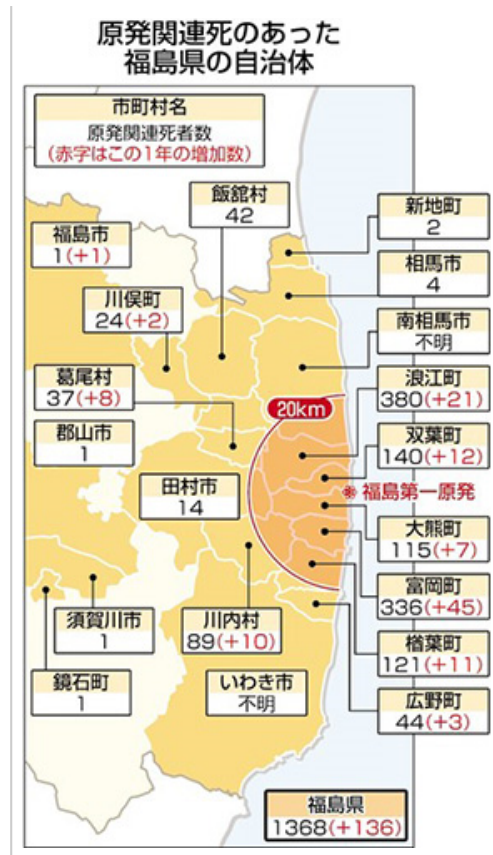 原発関連死のあった
福島県の自治体
市町村名
原発関連死者数
(赤字はこの1年の増加数)
飯舘村
42
新地町
2
福島市
1(+1)
相馬市
4
川俣町
24(+2)
南相馬市
不明
葛尾村
37(+8)
20km
浪江町
380(+21)
郡山市
1
双葉町
140(+12)
田村市
14
福島第一原発
大熊町
115(+7)
富岡町
336(+45)
須賀川市
1
川内村
89(+10)
楢葉町
121(+11)
鏡石町
1
いわき市
不明
広野町
44(+3)
福島県
1368(+136)